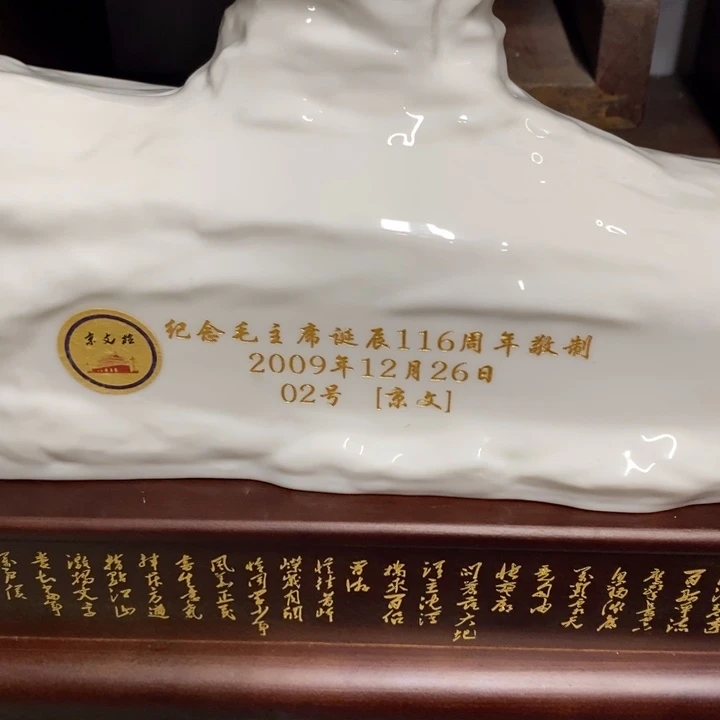 京文
纪念毛主席诞辰116周年敬制
2009年12月26日
02号 [京文]
百舸争流
鹰击长空
鱼翔浅底
万类霜天
竞自由
怅寥廓
问苍茫大地
谁主沉浮
携来百侣
曾游
忆往昔
峥嵘岁月稠
恰同学少年
风华正茂
书生意气
挥斥方遒
指点江山
激扬文字
粪土当年
万户侯